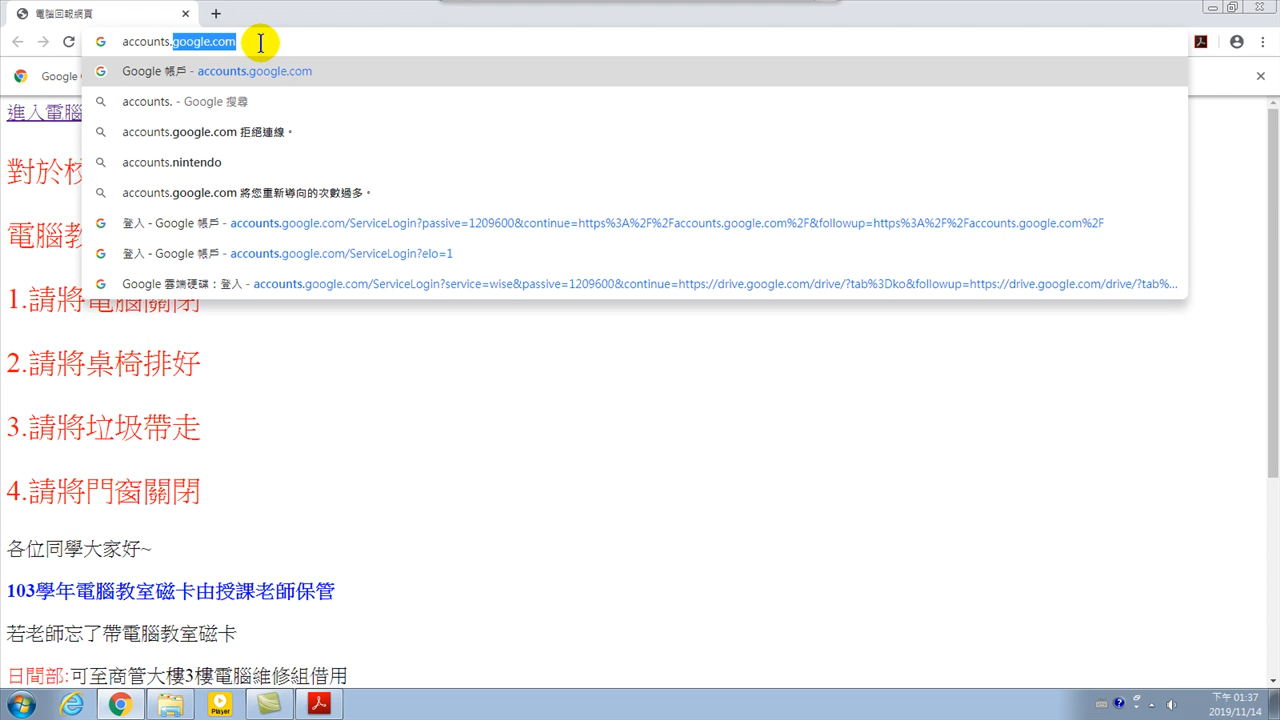 電腦回報網頁
accounts.google.com
Google 帳戶 - accounts.google.com
accounts. - Google 搜尋
accounts.google.com 拒絕連線。
accounts.nintendo
accounts.google.com 將您重新導向的次數過多。
登入 - Google 帳戶 - accounts.google.com/ServiceLogin?passive=1209600&continue=https%3A%2F%2Faccounts.google.com%2F&followup=https%3A%2F%2Faccounts.google.com%2F
登入 - Google 帳戶 - accounts.google.com/ServiceLogin?elo=1
Google 雲端硬碟：登入 - accounts.google.com/ServiceLogin?service=wise&passive=1209600&continue=https://drive.google.com/drive/?tab%3Dko&followup=https://drive.google.com/drive/?tab%...
Google
進入電腦
對於校
電腦教
1.請將電腦關閉
2.請將桌椅排好
3.請將垃圾帶走
4.請將門窗關閉
各位同學大家好~
103學年電腦教室磁卡由授課老師保管
若老師忘了帶電腦教室磁卡
日間部:可至商管大樓3樓電腦維修組借用
Player
下午 01:37
2019/11/14